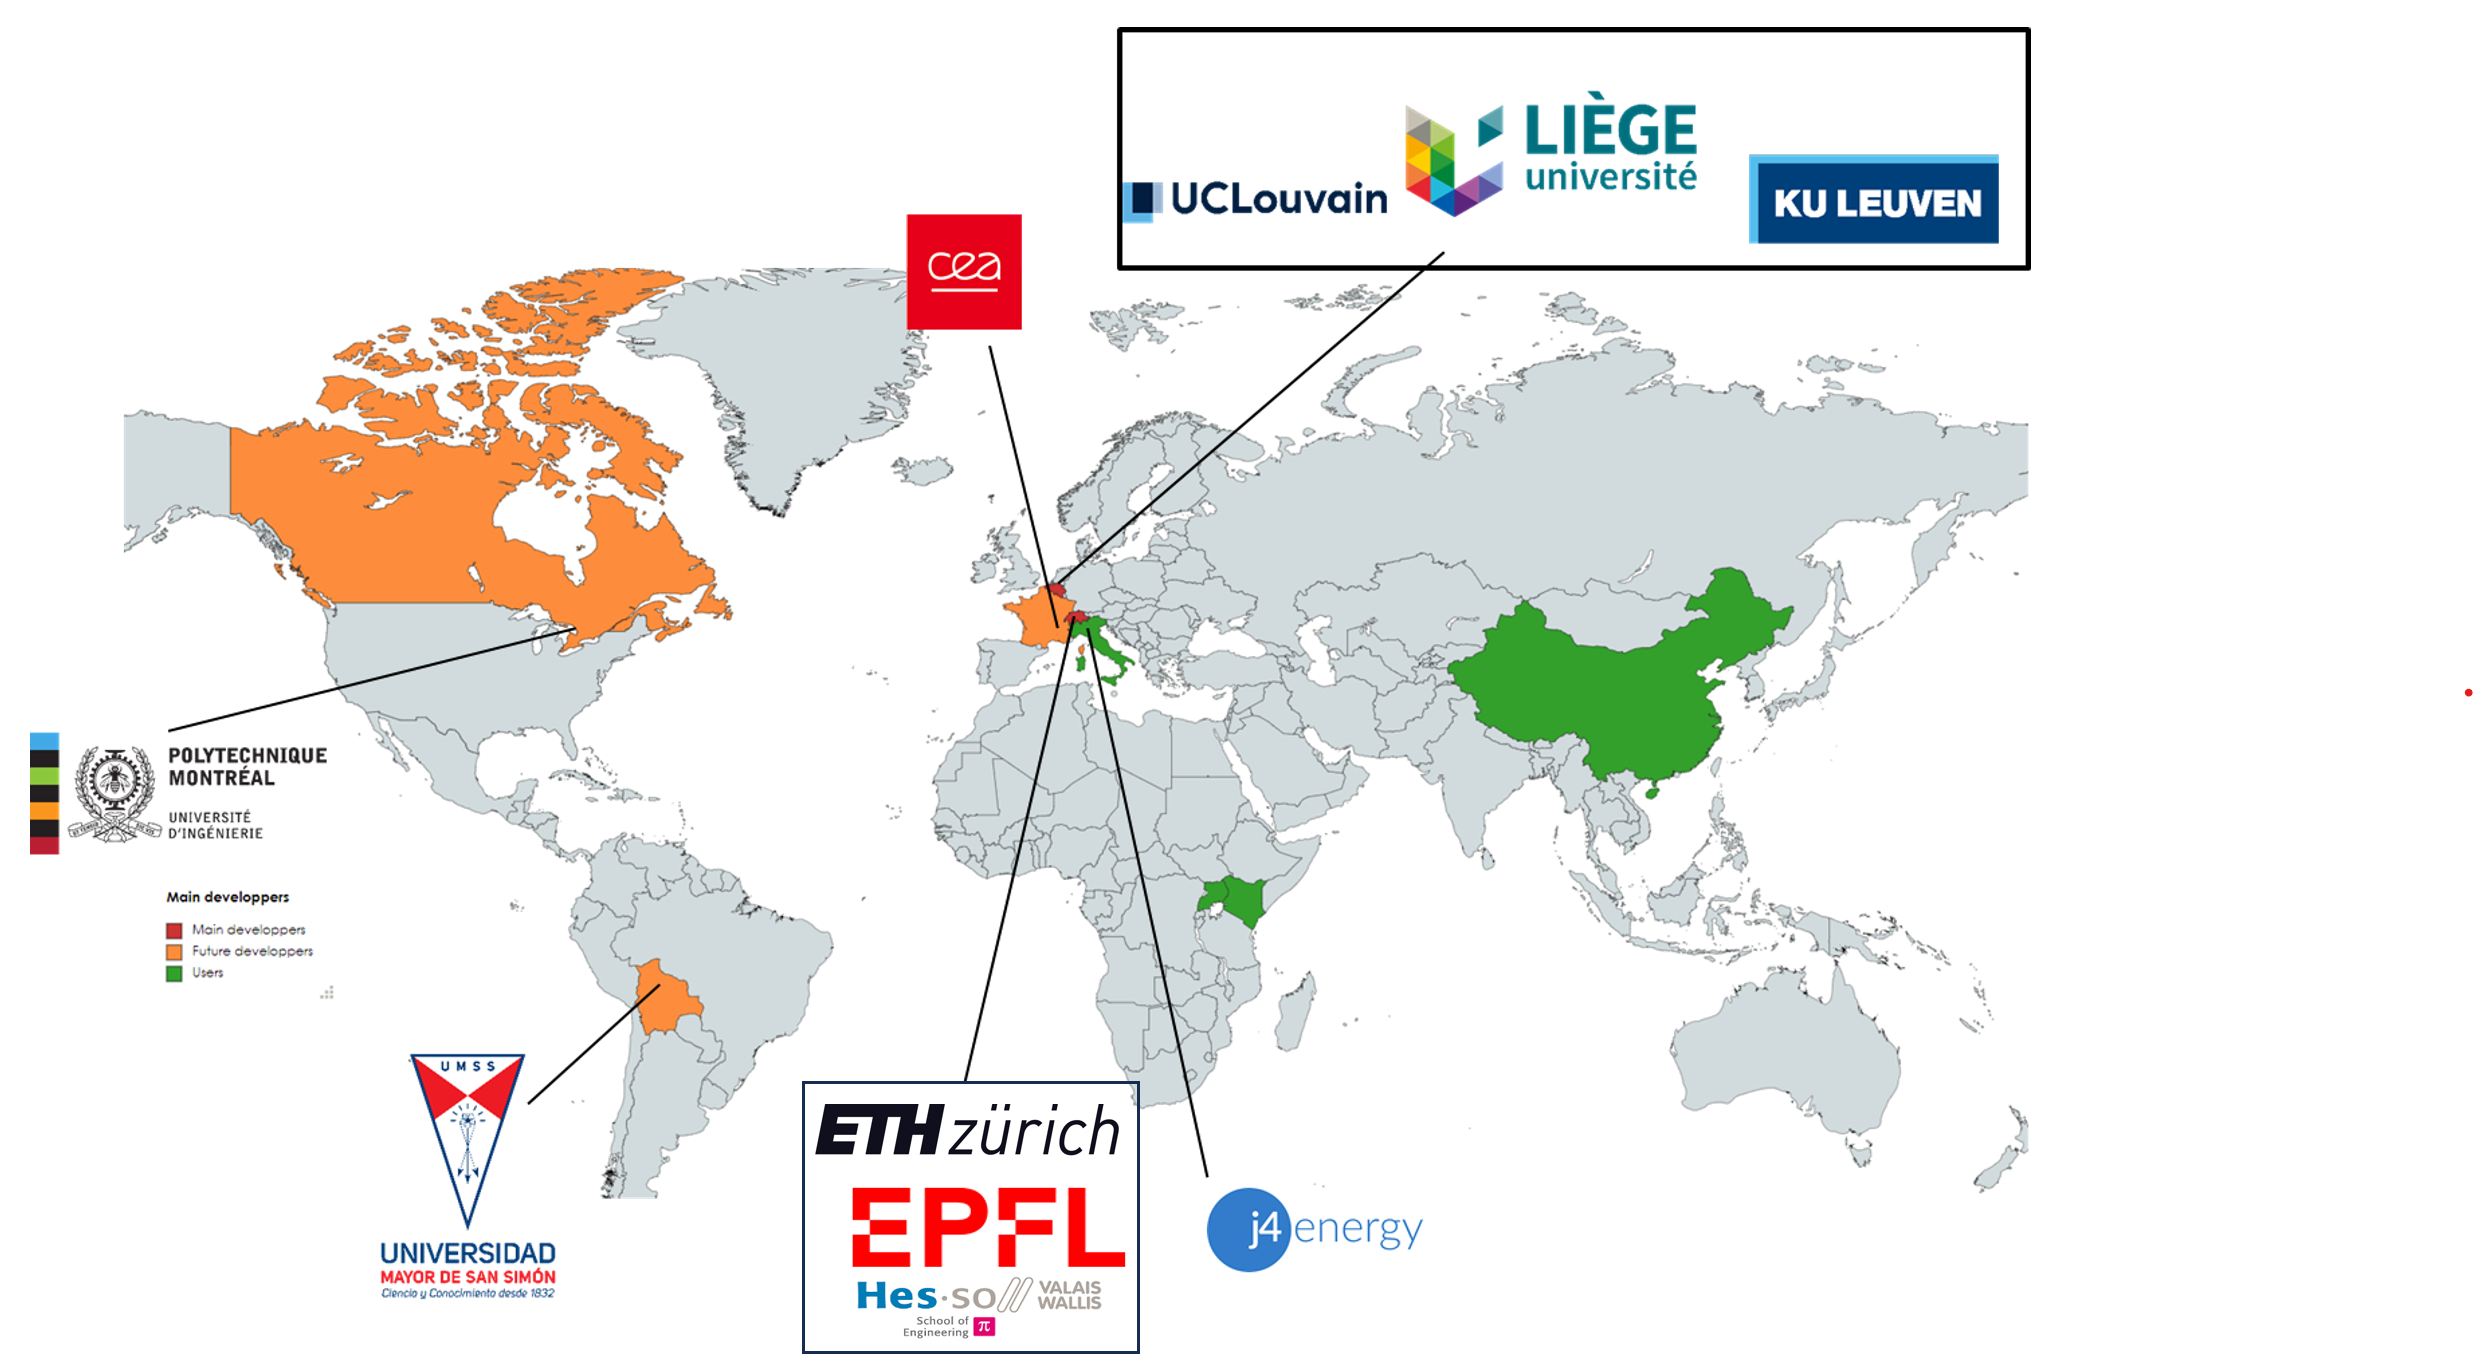 LIÈGE
université
UCLouvain
KU LEUVEN
cea
POLYTECHNIQUE
MONTRÉAL
UNIVERSITÉ
D'INGÉNIERIE
Main developpers
Main developpers
Future developpers
Users
UMSS
UNIVERSIDAD
MAYOR DE SAN SIMÓN
Ciencia y Conocimiento desde 1832
ETH zürich
EPFL
Hes·so VALAIS
WALLIS
School of
Engineering π
j4energy